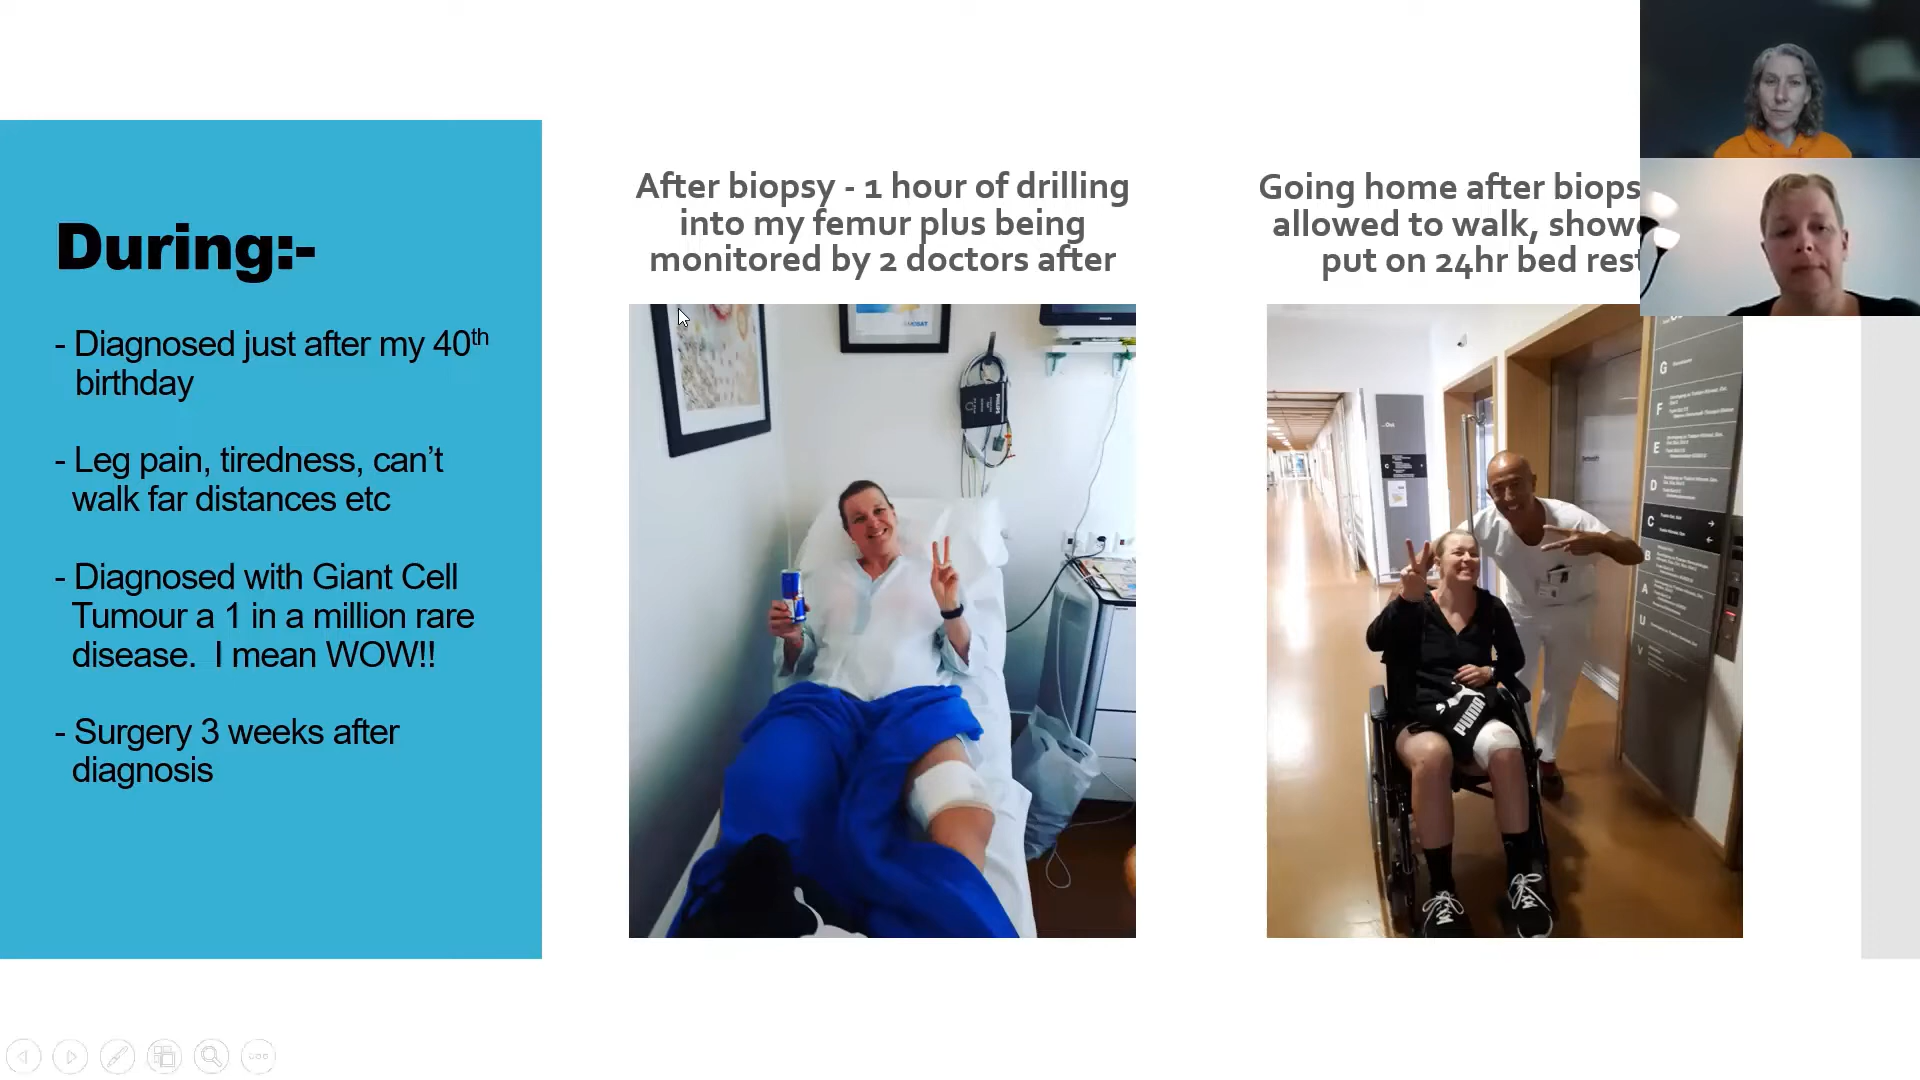 During:-
- Diagnosed just after my 40th
birthday
- Leg pain, tiredness, can't
walk far distances etc
- Diagnosed with Giant Cell
Tumour a 1 in a million rare
disease.  I mean WOW!!
- Surgery 3 weeks after
diagnosis
After biopsy - 1 hour of drilling
into my femur plus being
monitored by 2 doctors after
Going home after biops
allowed to walk, show
put on 24hr bed rest
PHILIPS
PUMA
G
F
E
D
C
B
A
U
V